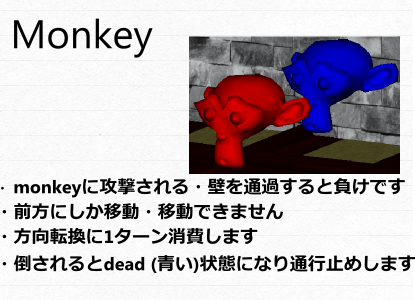 Monkey
・monkeyに攻撃される・壁を通過すると負けです
・前方にしか移動・移動できません
・方向転換に1ターン消費します
・倒されるとdead (青い)状態になり通行止めします